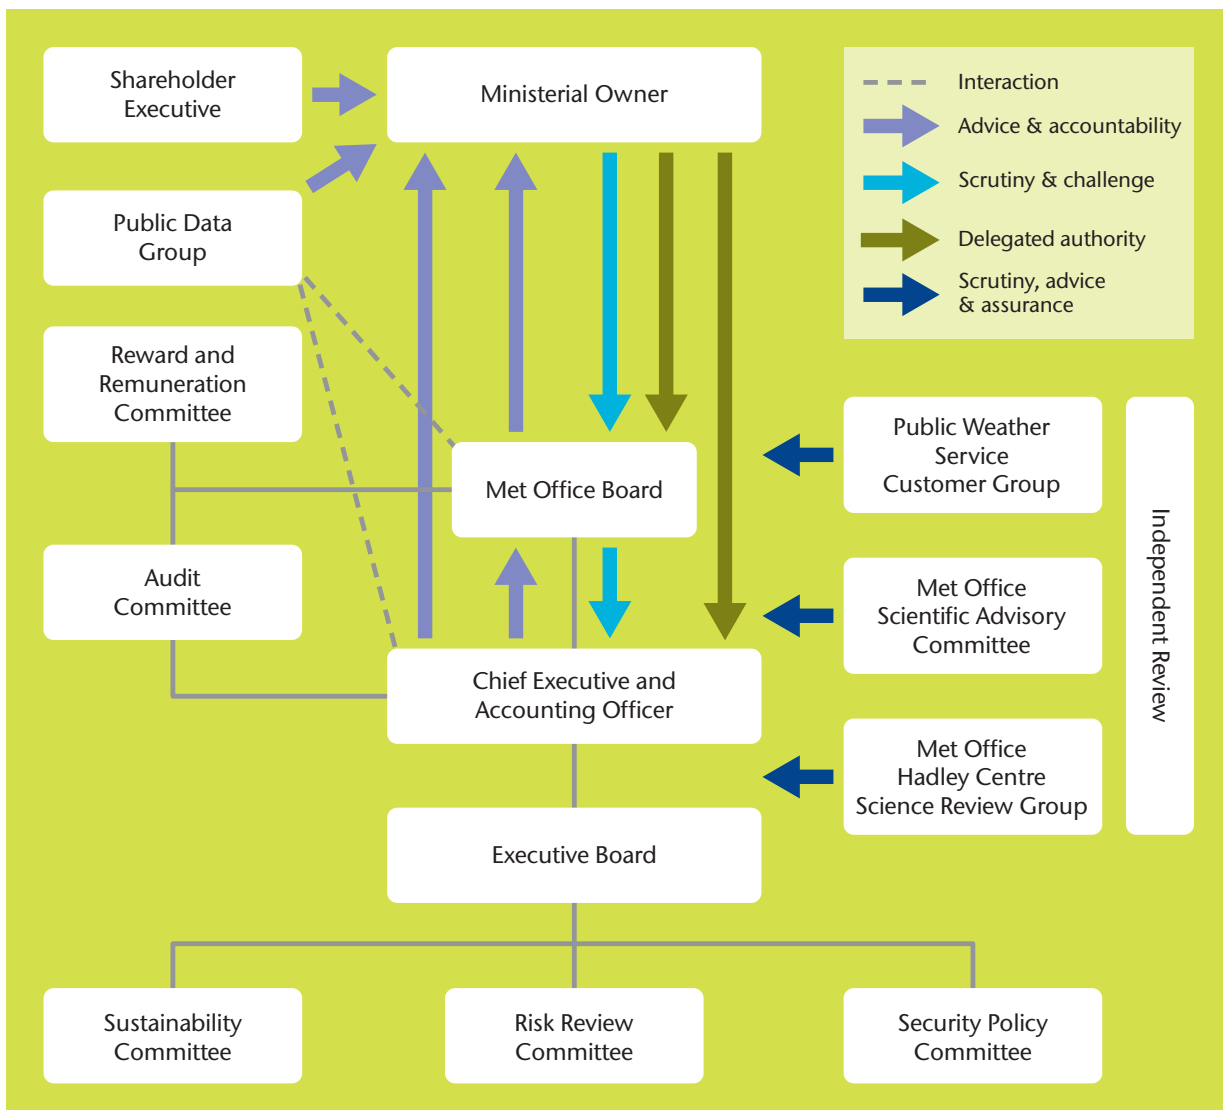 Shareholder
Executive
Ministerial Owner
Interaction
Advice & accountability
Scrutiny & challenge
Delegated authority
Scrutiny, advice
& assurance
Public Data
Group
Reward and
Remuneration
Committee
Public Weather
Service
Customer Group
Met Office Board
Audit
Committee
Met Office
Scientific Advisory
Committee
Independent Review
Chief Executive and
Accounting Officer
Met Office
Hadley Centre
Science Review Group
Executive Board
Sustainability
Committee
Risk Review
Committee
Security Policy
Committee